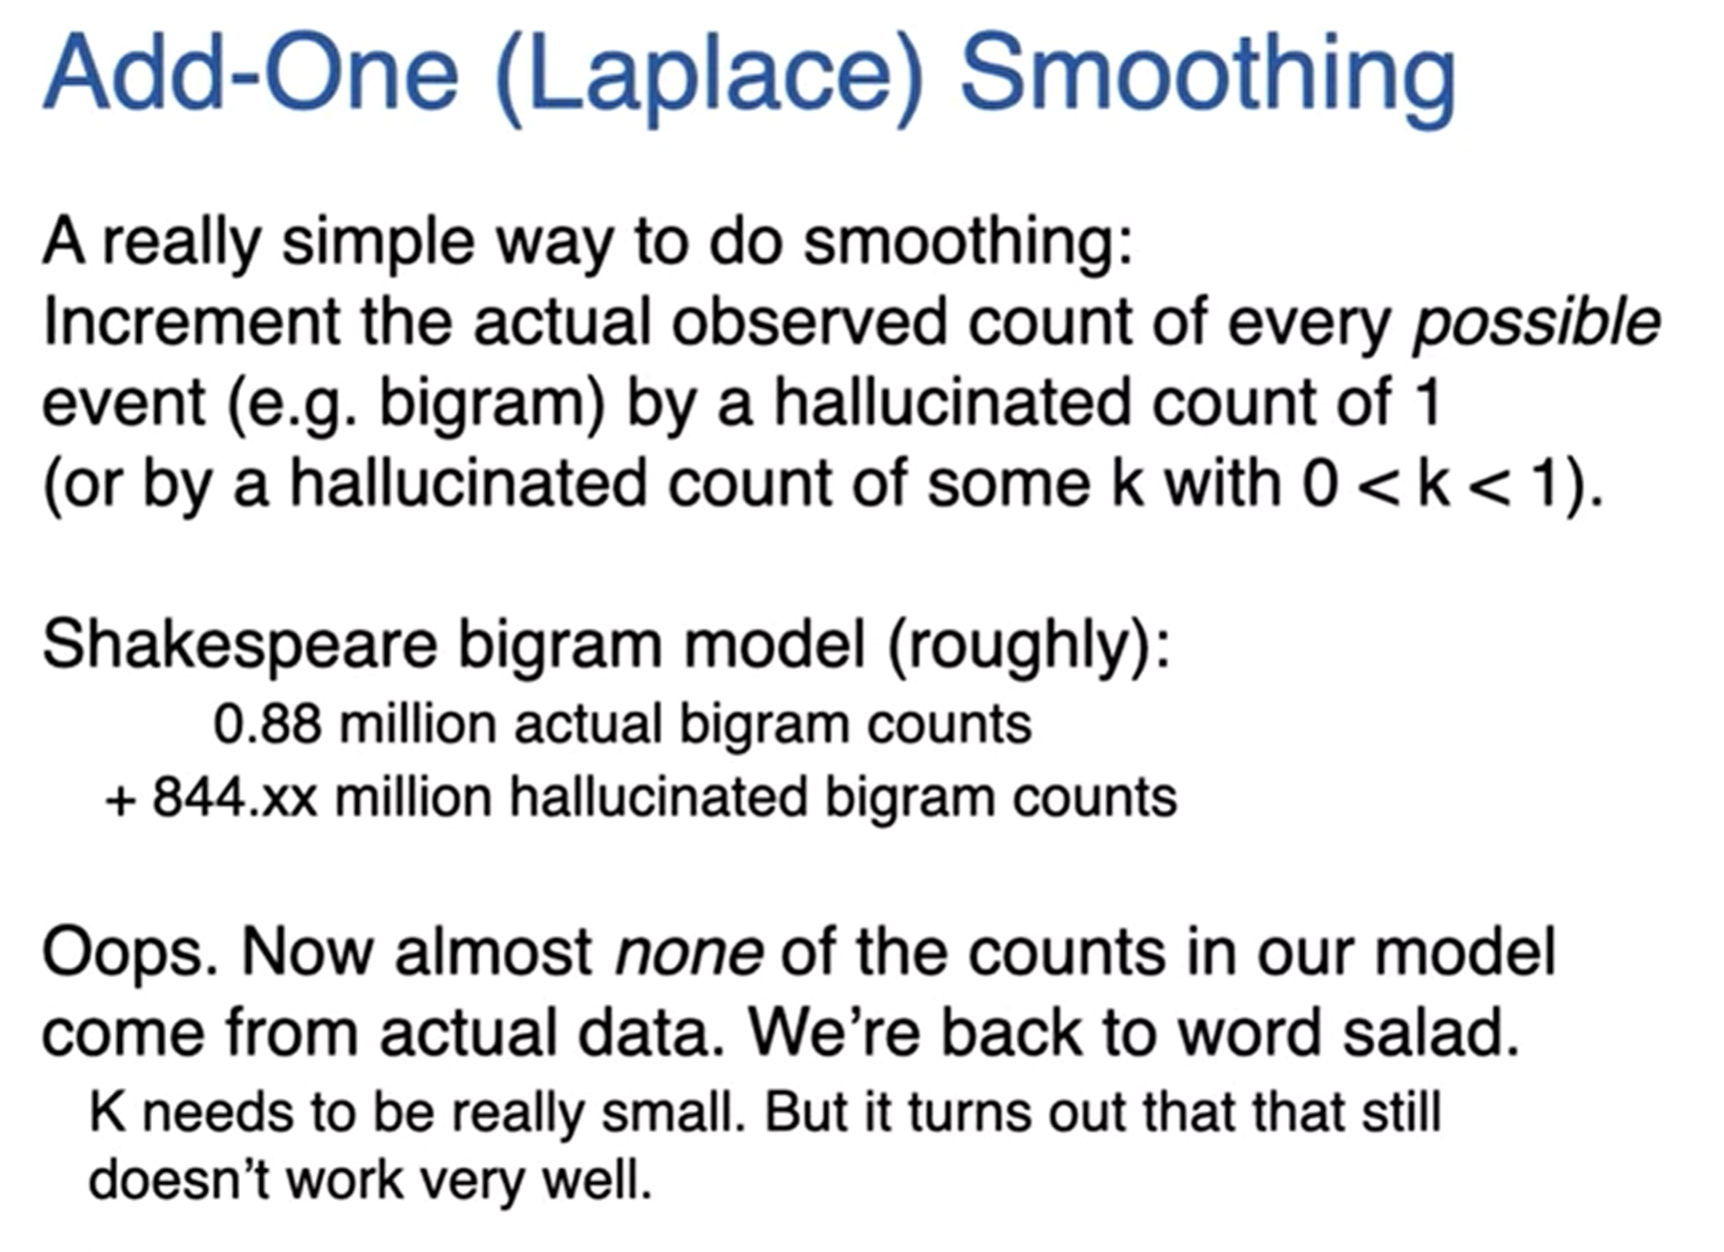 Add-One (Laplace) Smoothing
A really simple way to do smoothing:
Increment the actual observed count of every possible
event (e.g. bigram) by a hallucinated count of 1
(or by a hallucinated count of some k with 0 < k < 1).
Shakespeare bigram model (roughly):
0.88 million actual bigram counts
+ 844.xx million hallucinated bigram counts
Oops. Now almost none of the counts in our model
come from actual data. We’re back to word salad.
K needs to be really small. But it turns out that that still
doesn’t work very well.